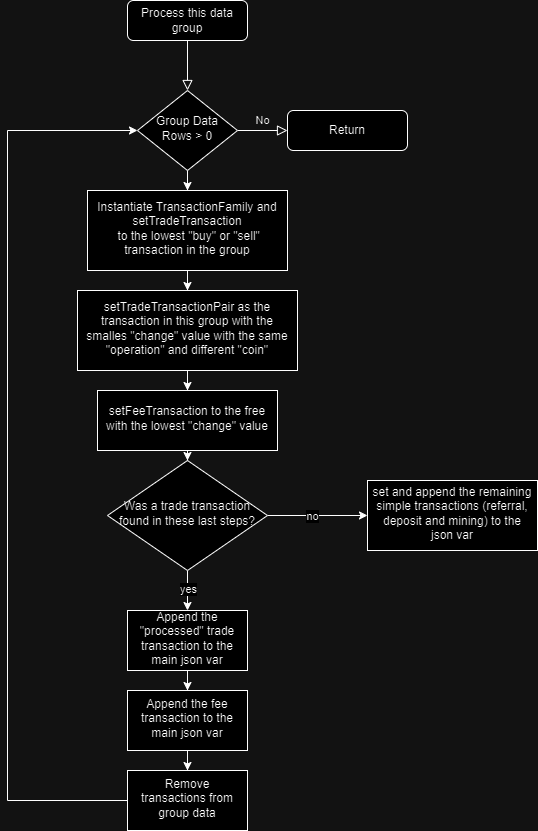 Process this data
group
Group Data
Rows > 0
No
Return
Instantiate TransactionFamily and
setTradeTransaction
to the lowest "buy" or "sell"
transaction in the group
setTradeTransactionPair as the
transaction in this group with the
smalles "change" value with the same
"operation" and different "coin"
setFeeTransaction to the free
with the lowest "change" value
Was a trade transaction
found in these last steps?
no
set and append the remaining
simple transactions (referral,
deposit and mining) to the
json var
yes
Append the
"processed" trade
transaction to the
main json var
Append the fee
transaction to the
main json var
Remove
transactions from
group data